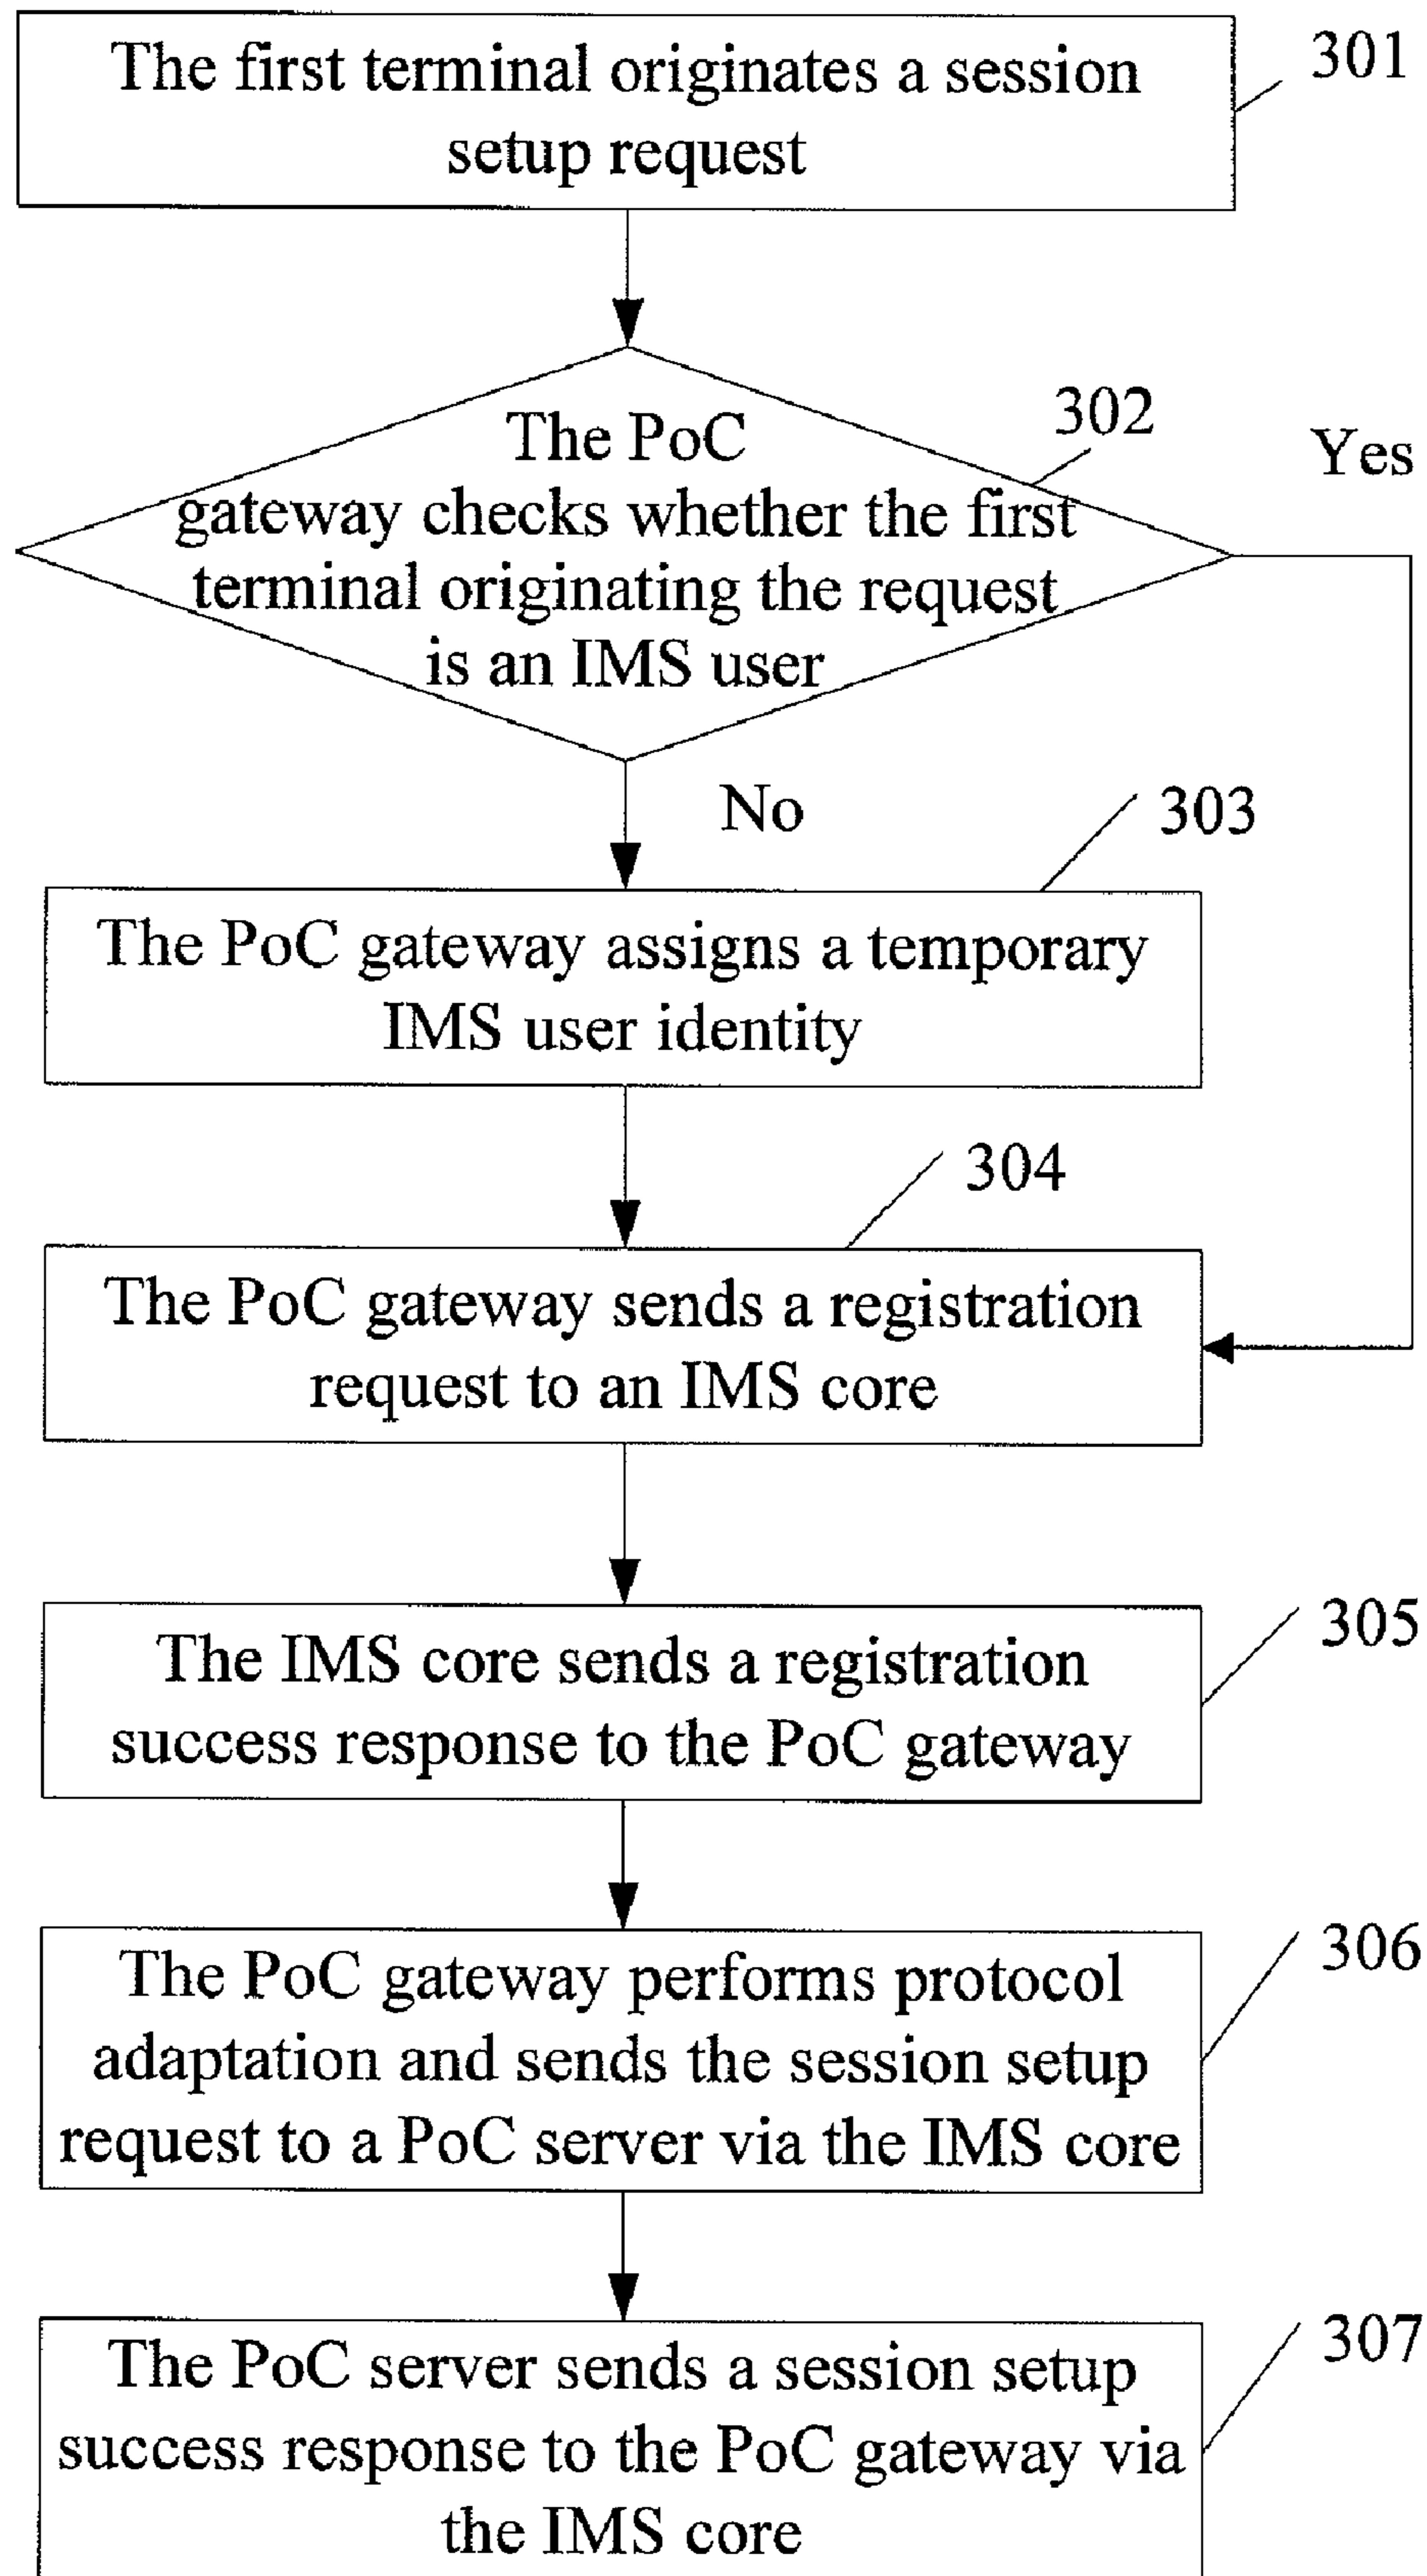 The first terminal originates a session
setup request
301
The PoC
gateway checks whether the first
terminal originating the request
is an IMS user
302
Yes
No
303
The PoC gateway assigns a temporary
IMS user identity
304
The PoC gateway sends a registration
request to an IMS core
305
The IMS core sends a registration
success response to the PoC gateway
306
The PoC gateway performs protocol
adaptation and sends the session setup
request to a PoC server via the IMS core
307
The PoC server sends a session setup
success response to the PoC gateway via
the IMS core